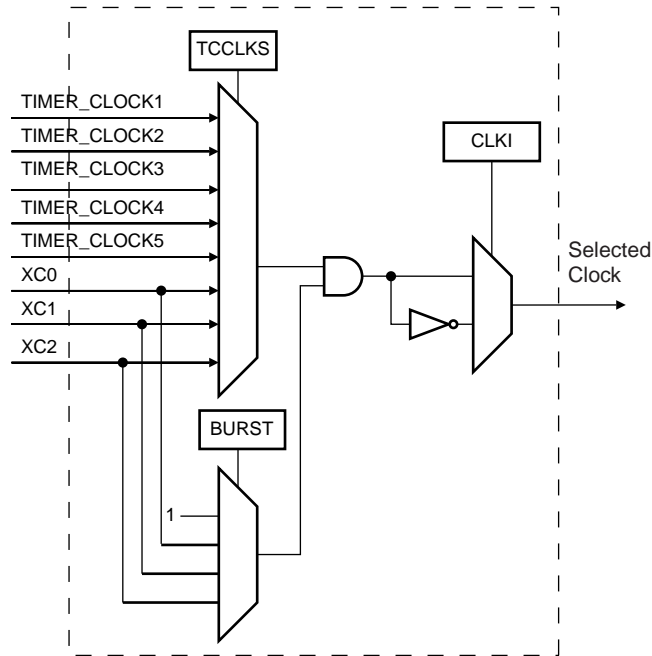 TCCLKS
TIMER_CLOCK1
TIMER_CLOCK2
TIMER_CLOCK3
TIMER_CLOCK4
TIMER_CLOCK5
XC0
XC1
XC2
CLKI
Selected
Clock
BURST
1